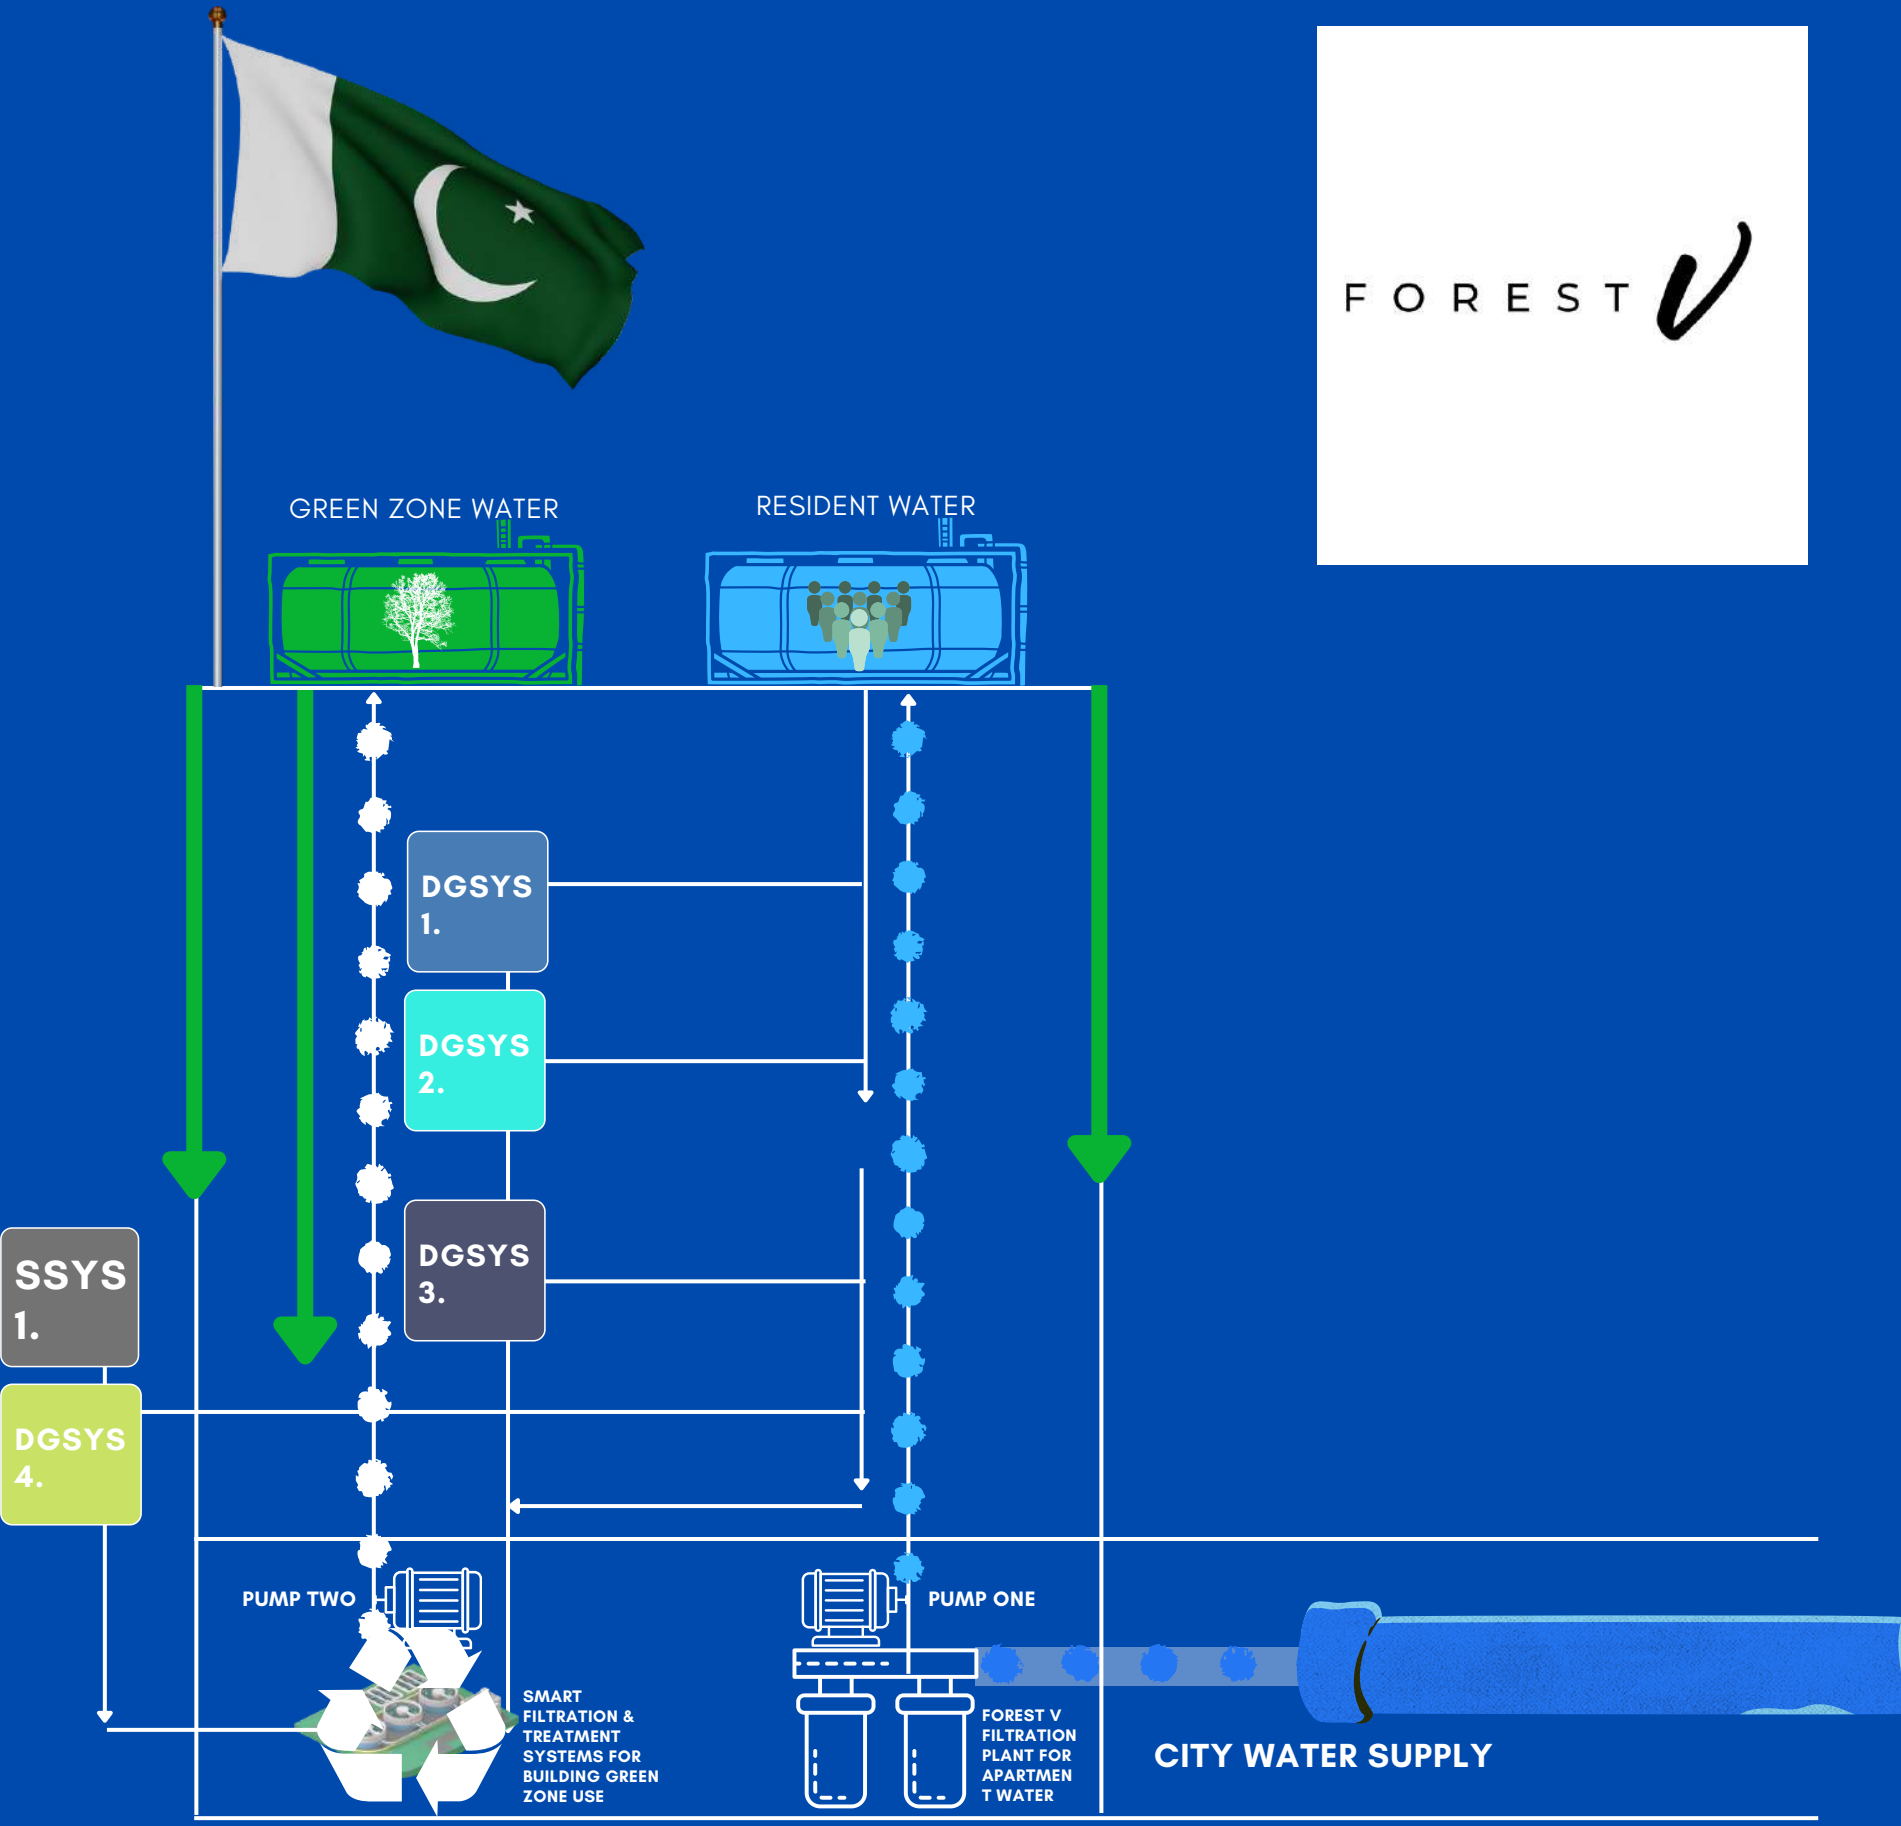 FOREST V
GREEN ZONE WATER
RESIDENT WATER
DGSYS
1.
DGSYS
2.
DGSYS
3.
SSYS
1.
DGSYS
4.
PUMP TWO
PUMP ONE
SMART
FILTRATION &
TREATMENT
SYSTEMS FOR
BUILDING GREEN
ZONE USE
FOREST V
FILTRATION
PLANT FOR
APARTMEN
T WATER
CITY WATER SUPPLY